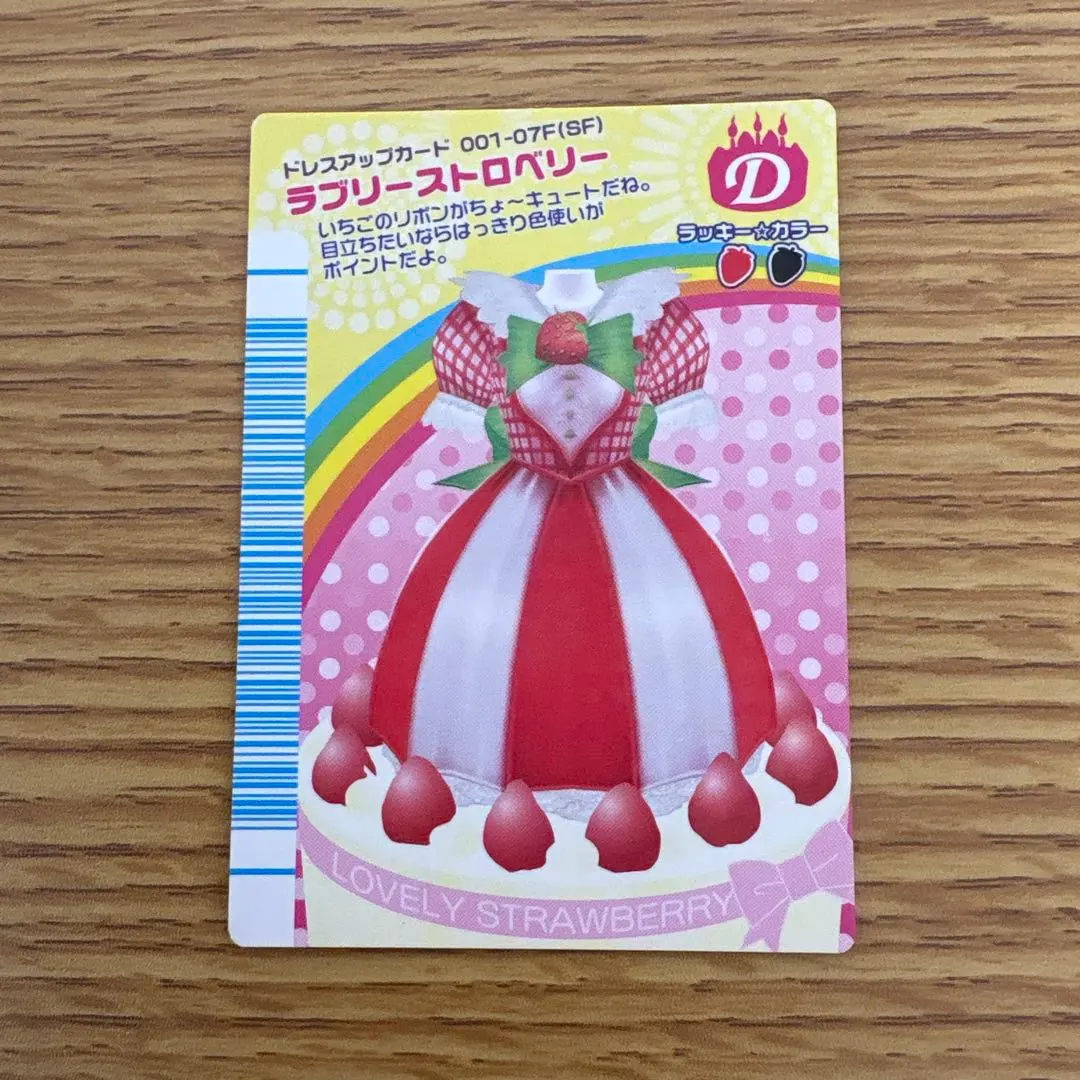 ドレスアップカード 001-07F(SF)
ラブリーストロベリー
いちごのリボンがちょ〜キュートだね。
目立ちたいならはっきり色使いが
ポイントだよ。
D
ラッキー☆カラー
LOVELY STRAWBERRY